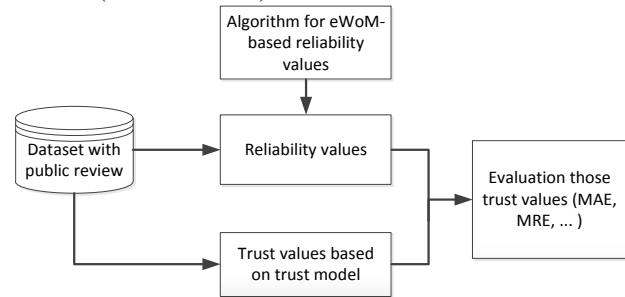 Algorithm for eWoM-
based reliability
values
Dataset with
public review
Reliability values
Evaluation those
trust values (MAE,
MRE, ... )
Trust values based
on trust model